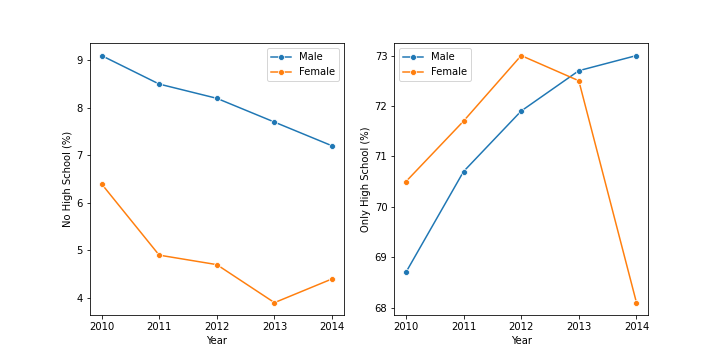 No High School (%)
9
8
7
6
5
4
2010 2011 2012 2013 2014
Year
Male
Female
Only High School (%)
73
72
71
70
69
68
2010 2011 2012 2013 2014
Year
Male
Female